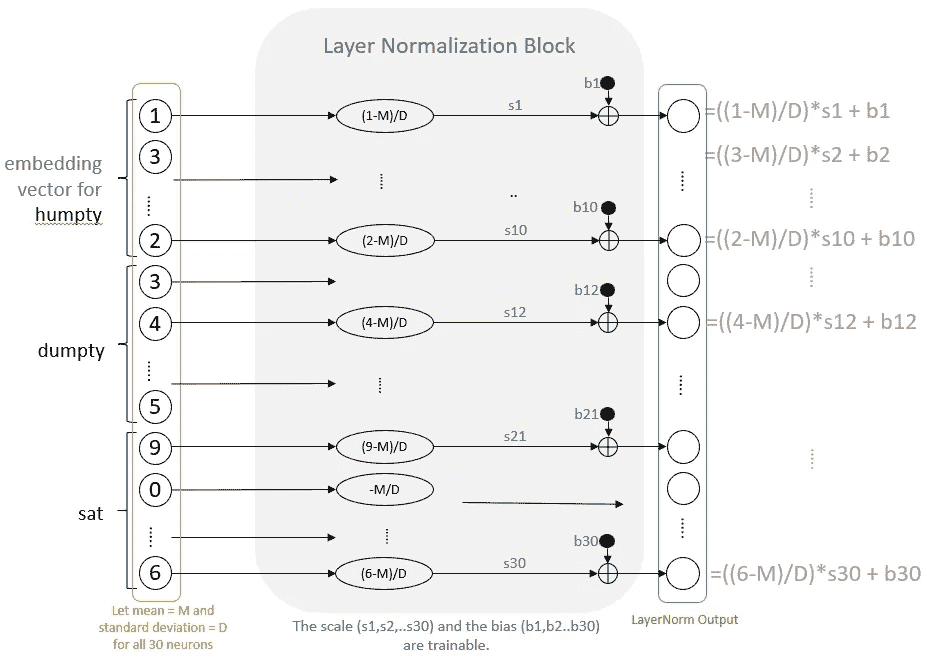 Layer Normalization Block
b1
1
(1-M)/D
s1
=((1-M)/D)*s1 + b1
3
=((3-M)/D)*s2 + b2
embedding
vector for
humpty
..
b10
2
(2-M)/D
s10
=((2-M)/D)*s10 + b10
3
b12
4
(4-M)/D
s12
=((4-M)/D)*s12 + b12
dumpty
5
b21
9
(9-M)/D
s21
0
-M/D
sat
b30
6
(6-M)/D
s30
=((6-M)/D)*s30 + b30
Let mean = M and
standard deviation = D
for all 30 neurons
The scale (s1,s2,..s30) and the bias (b1,b2..b30)
are trainable.
LayerNorm Output